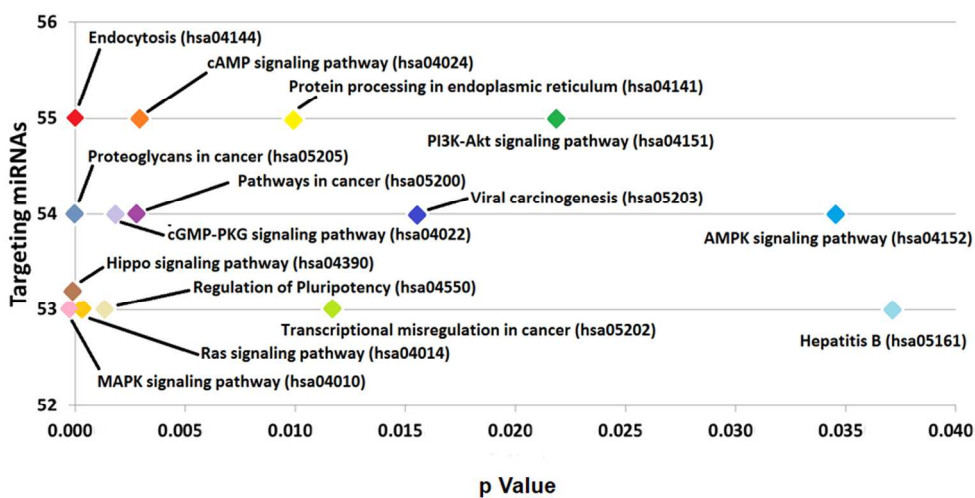 56
Endocytosis (hsa04144)
cAMP signaling pathway (hsa04024)
Protein processing in endoplasmic reticulum (hsa04141)
55
PI3K-Akt signaling pathway (hsa04151)
Proteoglycans in cancer (hsa05205)
Pathways in cancer (hsa05200)
Viral carcinogenesis (hsa05203)
54
cGMP-PKG signaling pathway (hsa04022)
AMPK signaling pathway (hsa04152)
Targeting miRNAs
Hippo signaling pathway (hsa04390)
Regulation of Pluripotency (hsa04550)
53
Transcriptional misregulation in cancer (hsa05202)
Hepatitis B (hsa05161)
Ras signaling pathway (hsa04014)
MAPK signaling pathway (hsa04010)
52
0.000 0.005 0.010 0.015 0.020 0.025 0.030 0.035 0.040
p Value